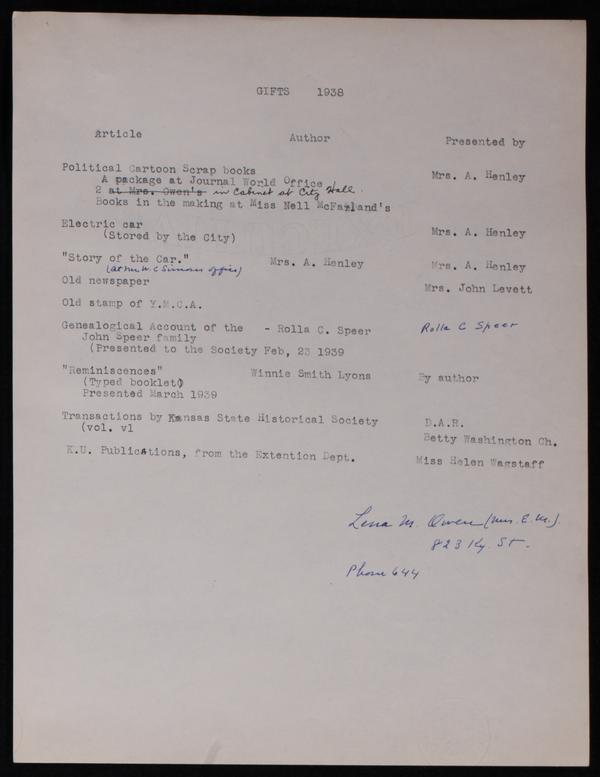 GIFTS 1938
Article Author Presented by
Political Cartoon Scrap books Mrs. A. Henley
A package at Journal World Office
2 at Mrs. Owen's in Cabinet at City Hall.
Books in the making at Miss Nell McFarland's
Electric car Mrs. A. Henley
(Stored by the City)
"Story of the Car." Mrs. A. Henley Mrs. A. Henley
(at Mr W. C Simons office)
Old newspaper Mrs. John Levett
Old stamp of Y.M.C.A.
Genealogical Account of the - Rolla C. Speer Rolla C Speer
John Speer family
(Presented to the Society Feb, 23 1939
"Reminiscences" Winnie Smith Lyons By author
(Typed booklet)
Presented March 1939
Transactions by Kansas State Historical Society D.A.R.
(vol. vl Betty Washington Ch.
K.U. Publications, from the Extention Dept. Miss Helen Wagstaff
Lena M. Owen (Mrs. E. M.).
823 Ky. St.
Phone 644